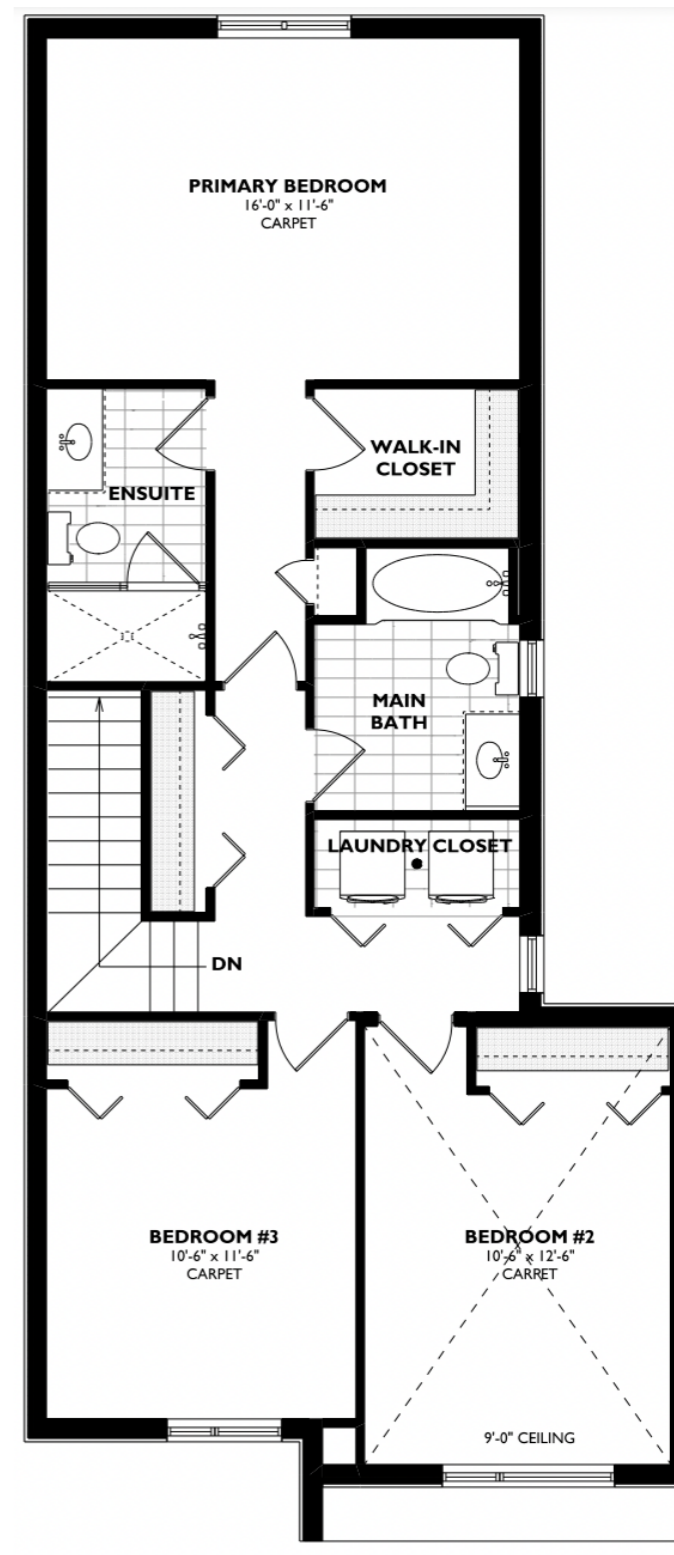 PRIMARY BEDROOM
16'-0" x 11'-6"
CARPET
WALK-IN
CLOSET
ENSUITE
MAIN
BATH
LAUNDRY CLOSET
DN
BEDROOM #3
10'-6" x 11'-6"
CARPET
BEDROOM #2
10'-6" x 12'-6"
CARPET
9'-0" CEILING